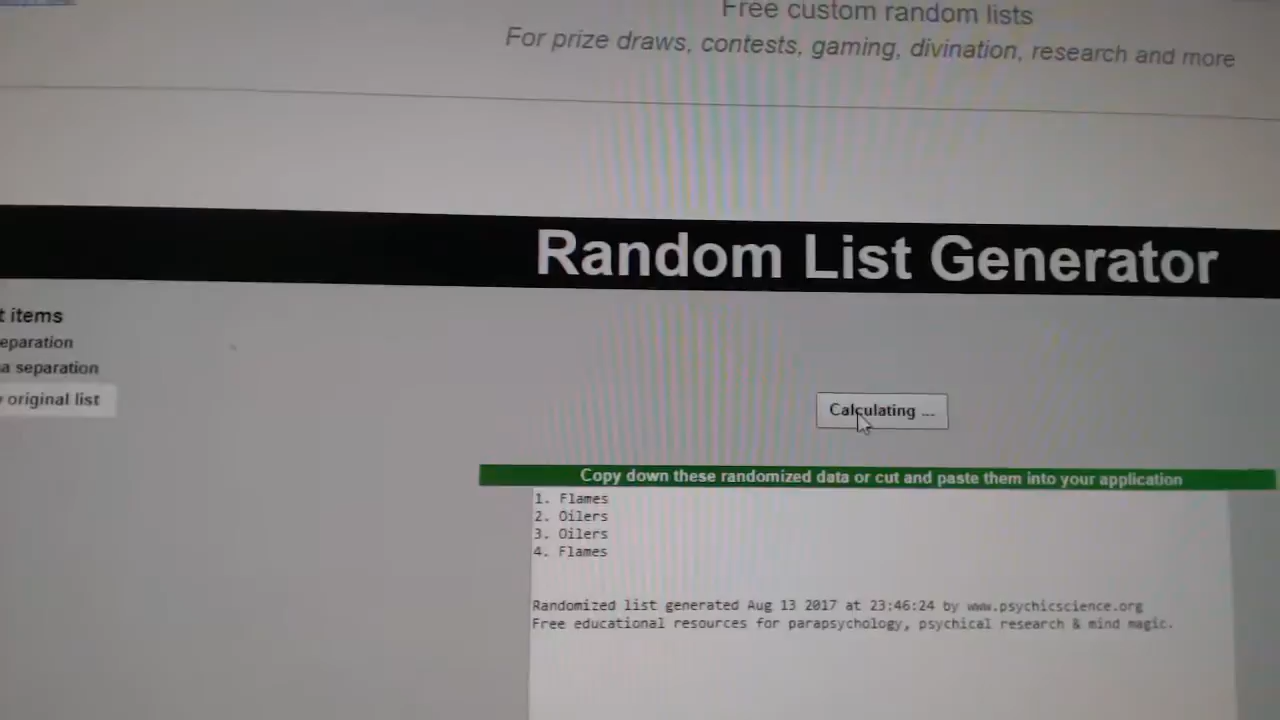 Free custom random lists
For prize draws, contests, gaming, divination, research and more
Random List Generator
t items
eparation
a separation
original list
Calculating ...
Copy down these randomized data or cut and paste them into your application
1. Flames
2. Oilers
3. Oilers
4. Flames
Randomized list generated Aug 13 2017 at 23:46:24 by www.psychicscience.org
Free educational resources for parapsychology, psychical research & mind magic.